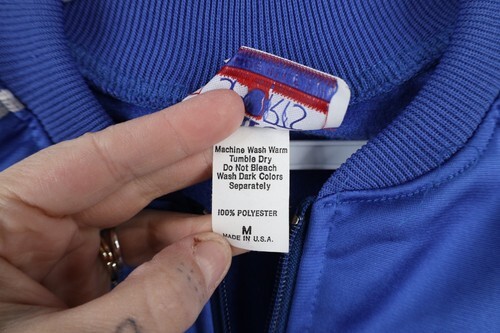 Machine Wash Warm
Tumble Dry
Do Not Bleach
Wash Dark Colors
Separately
100% POLYESTER
M
MADE IN U.S.A.